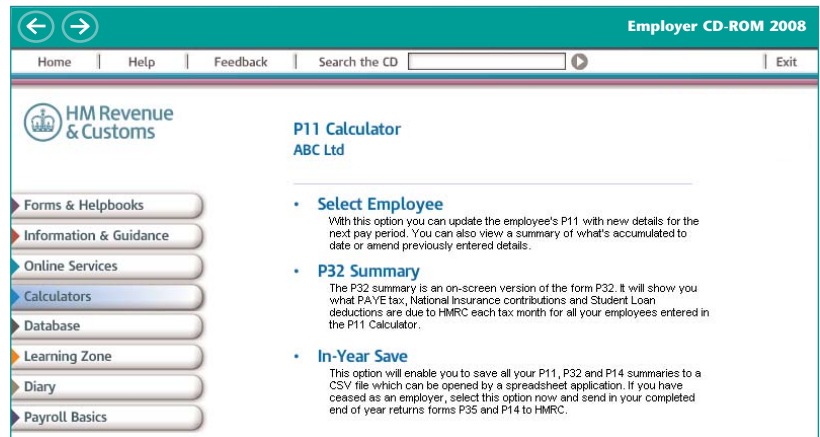 Employer CD-ROM 2008
Home | Help | Feedback | Search the CD | Exit
HM Revenue
& Customs
P11 Calculator
ABC Ltd
Forms & Helpbooks
Information & Guidance
Online Services
Calculators
Database
Learning Zone
Diary
Payroll Basics
• Select Employee
With this option you can update the employee's P11 with new details for the
next pay period. You can also view a summary of what's accumulated to
date or amend previously entered details.
• P32 Summary
The P32 summary is an on-screen version of the form P32. It will show you
what PAYE tax, National Insurance contributions and Student Loan
deductions are due to HMRC each tax month for all your employees entered in
the P11 Calculator.
• In-Year Save
This option will enable you to save all your P11, P32 and P14 summaries to a
CSV file which can be opened by a spreadsheet application. If you have
ceased as an employer, select this option now and send in your completed
end of year returns forms P35 and P14 to HMRC.